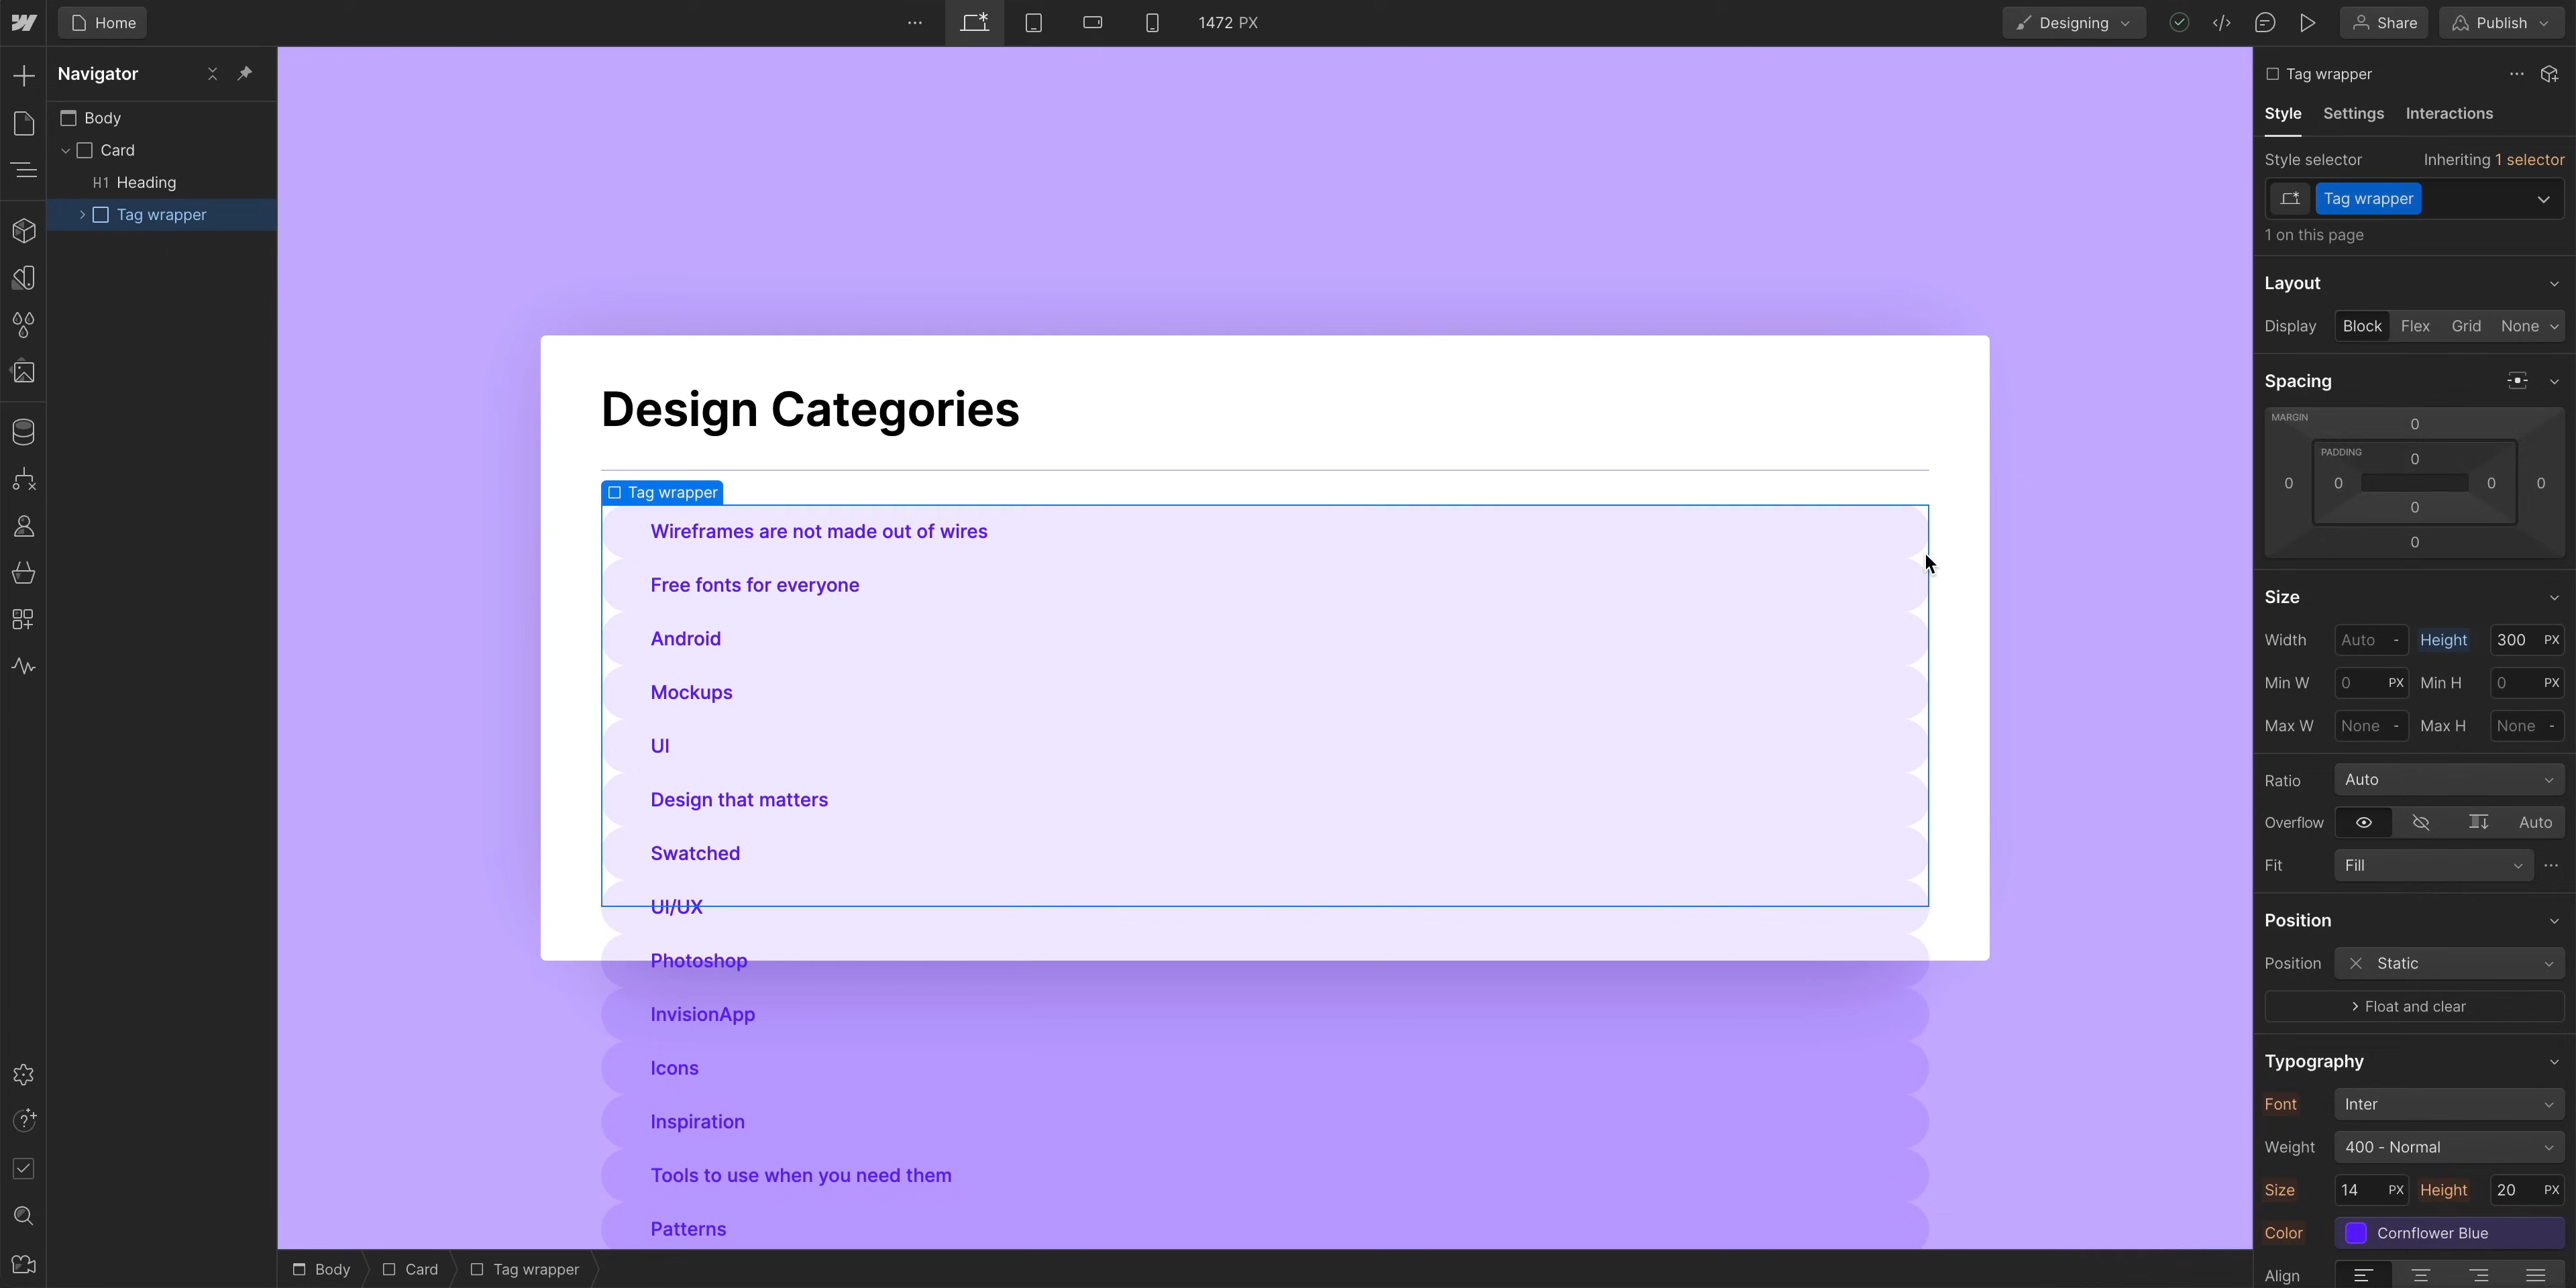 Home
1472 PX
Designing
Share
Publish
Navigator
Body
Card
H1 Heading
Tag wrapper
Design Categories
Tag wrapper
Wireframes are not made out of wires
Free fonts for everyone
Android
Mockups
UI
Design that matters
Swatched
UI/UX
Photoshop
InvisionApp
Icons
Inspiration
Tools to use when you need them
Patterns
Body
Card
Tag wrapper
Tag wrapper
Style Settings Interactions
Style selector Inheriting 1 selector
Tag wrapper
1 on this page
Layout
Display Block Flex Grid None
Spacing
MARGIN
0
PADDING
0
0 0 0 0
0
0
Size
Width Auto - Height 300 PX
Min W 0 PX Min H 0 PX
Max W None - Max H None -
Ratio Auto
Overflow Auto
Fit Fill
Position
Position Static
Float and clear
Typography
Font Inter
Weight 400 - Normal
Size 14 PX Height 20 PX
Color Cornflower Blue
Align